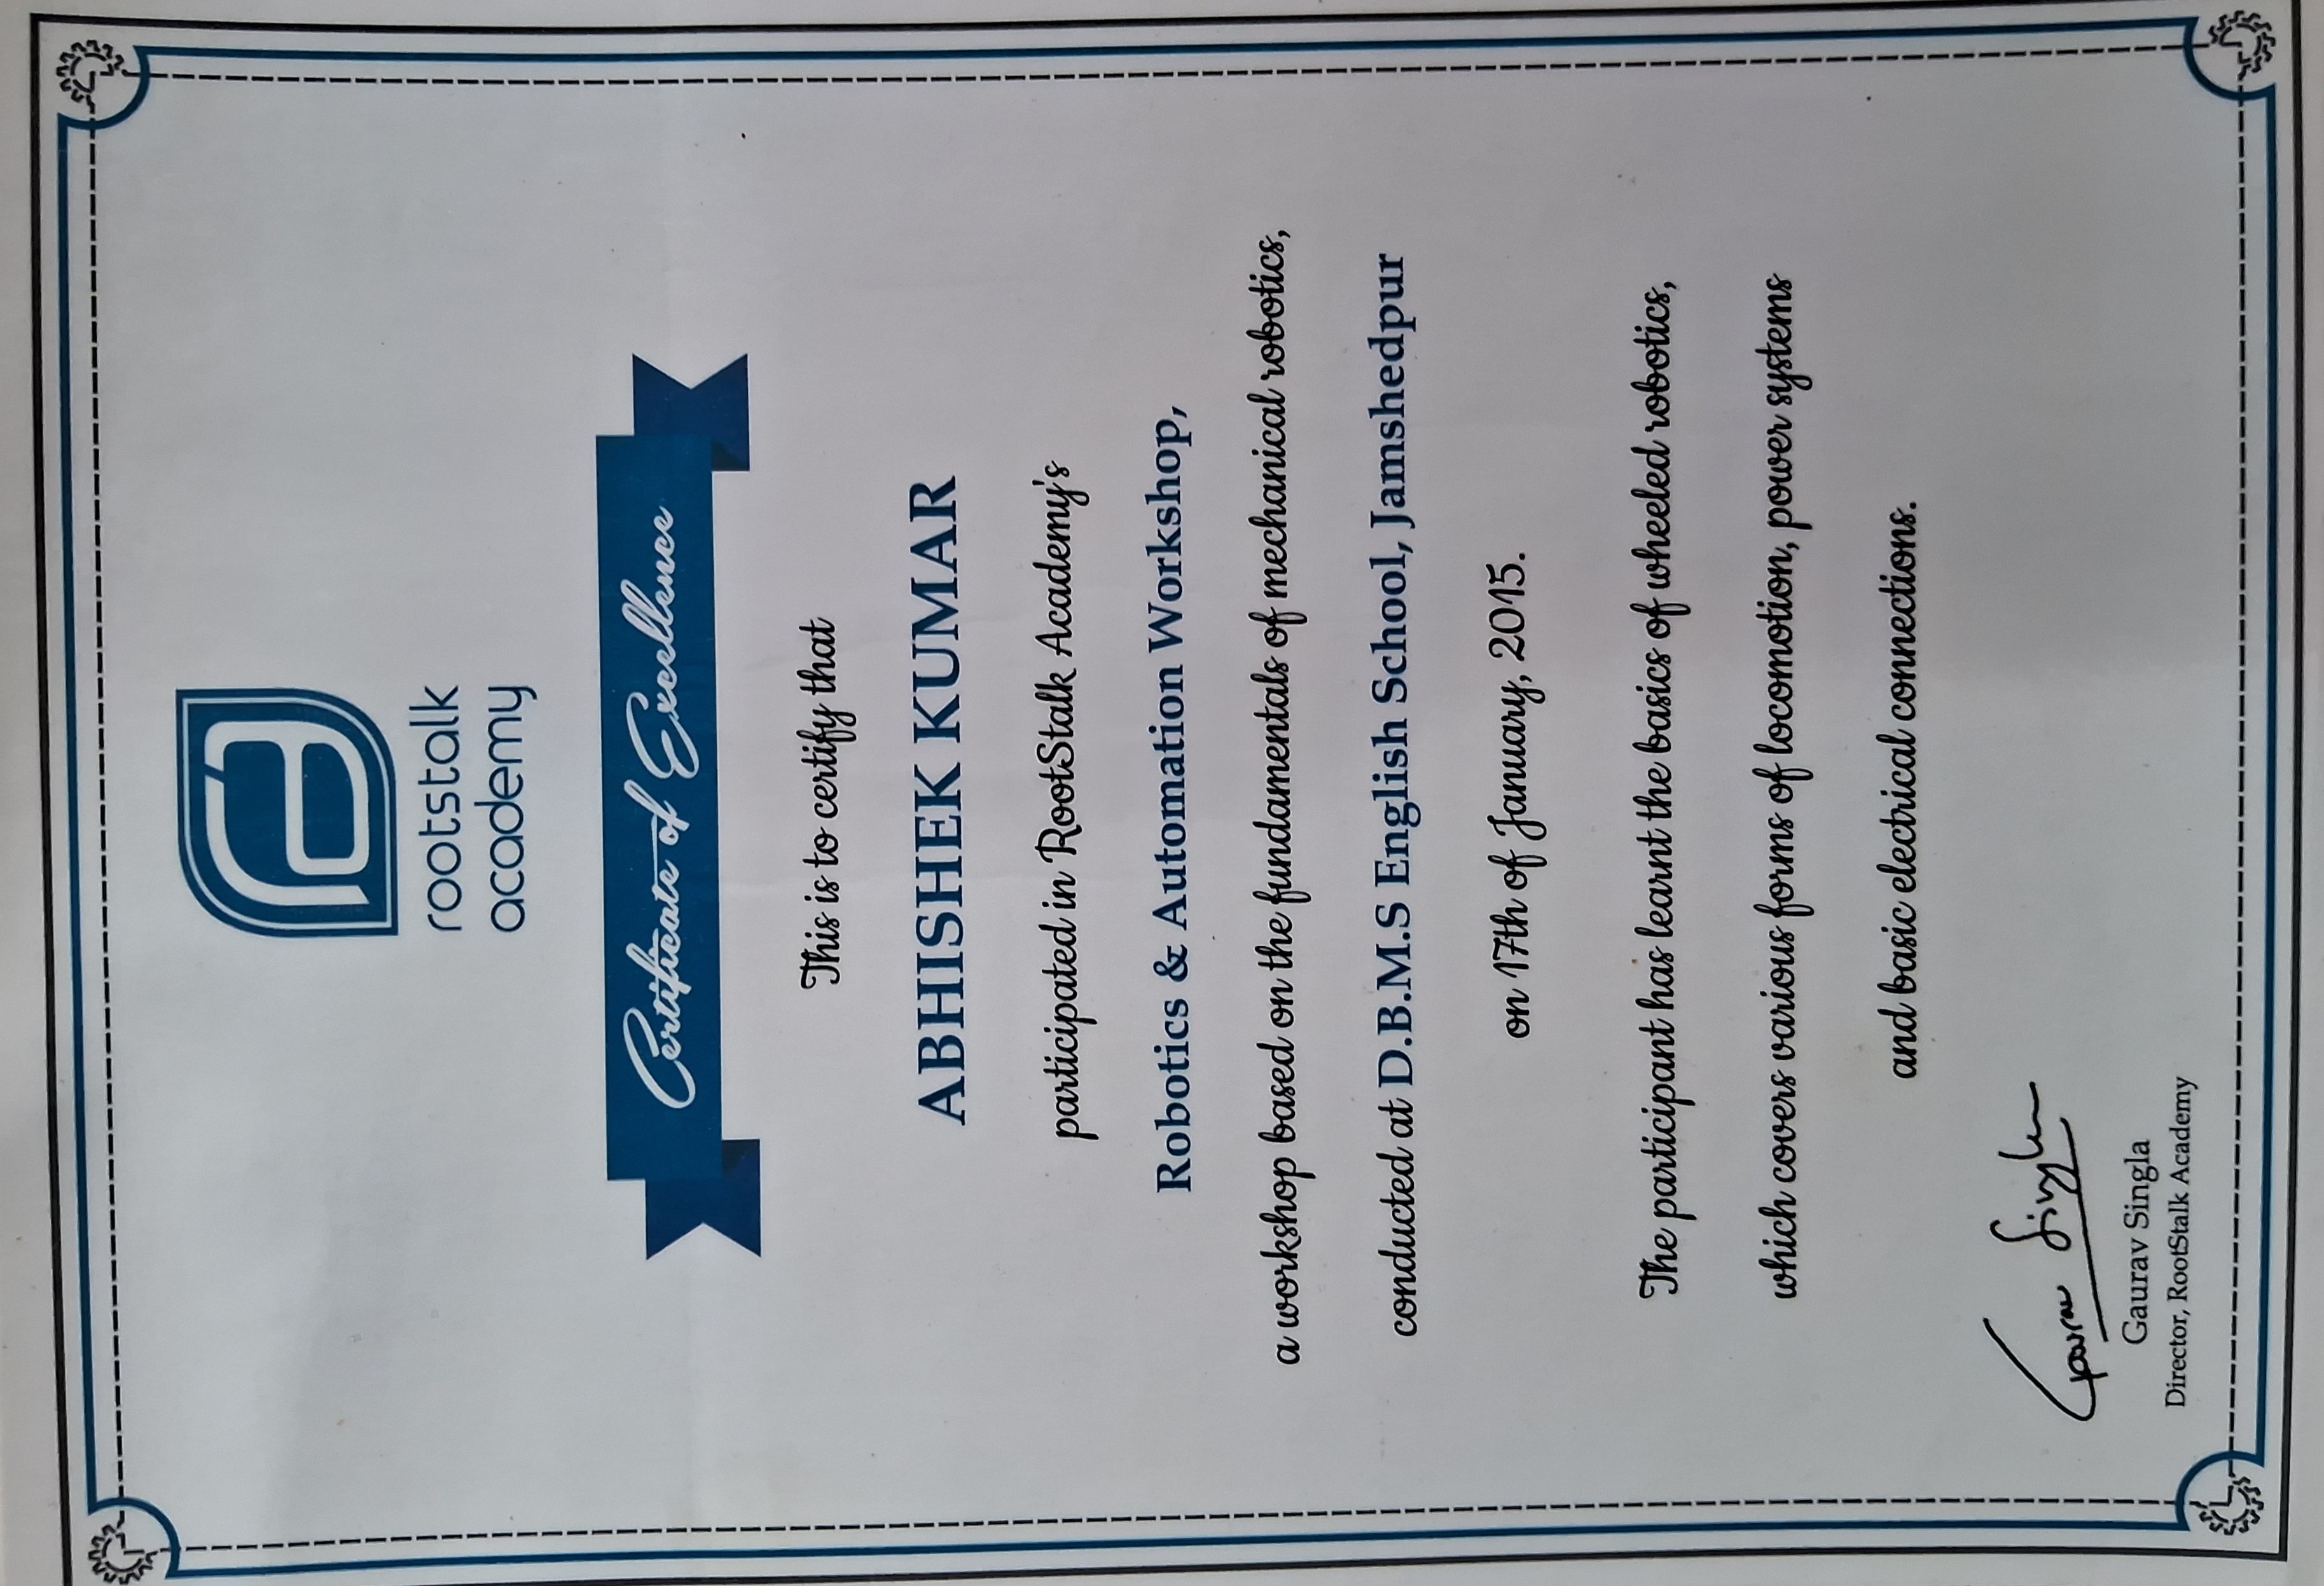 rootstalk
academy
Certificate of Excellence
This is to certify that
ABHISHEK KUMAR
participated in RootStalk Academy's
Robotics & Automation Workshop,
a workshop based on the fundamentals of mechanical robotics,
conducted at D.B.M.S English School, Jamshedpur
on 17th of January, 2015.
The participant has learnt the basics of wheeled robotics,
which covers various forms of locomotion, power systems
and basic electrical connections.
Gaurav Singla
Gaurav Singla
Director, RootStalk Academy